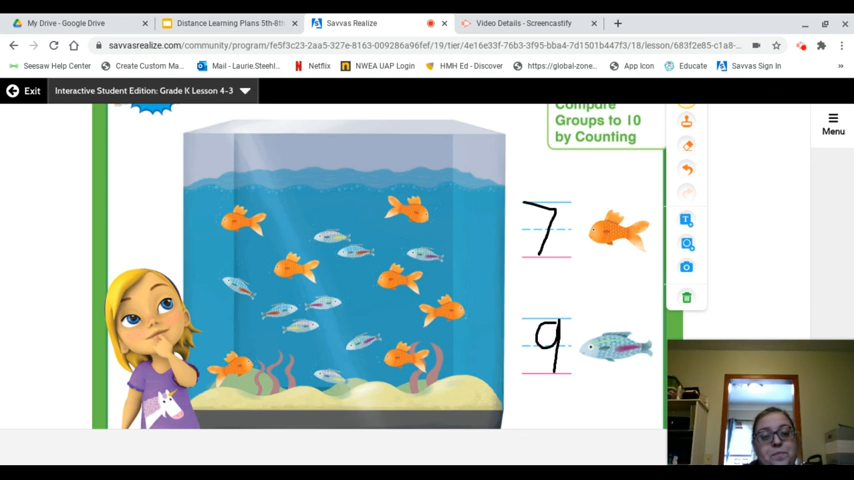 My Drive - Google Drive
Distance Learning Plans 5th-8th
Savvas Realize
Video Details - Screencastify
savvasrealize.com/community/program/fe5f3c23-2aa5-327e-8163-009286a96fef/19/tier/4e16e33f-76b3-3f95-bba4-7d1501b447f3/18/lesson/683f2e85-c1a8-...
Seesaw Help Center
Create Custom Ma...
Mail - Laurie.Steehl...
Netflix
NWEA UAP Login
HMH Ed - Discover
https://global-zone...
App Icon
Educate
Savvas Sign In
Exit
Interactive Student Edition: Grade K Lesson 4-3
Menu
Compare
Groups to 10
by Counting
7
9